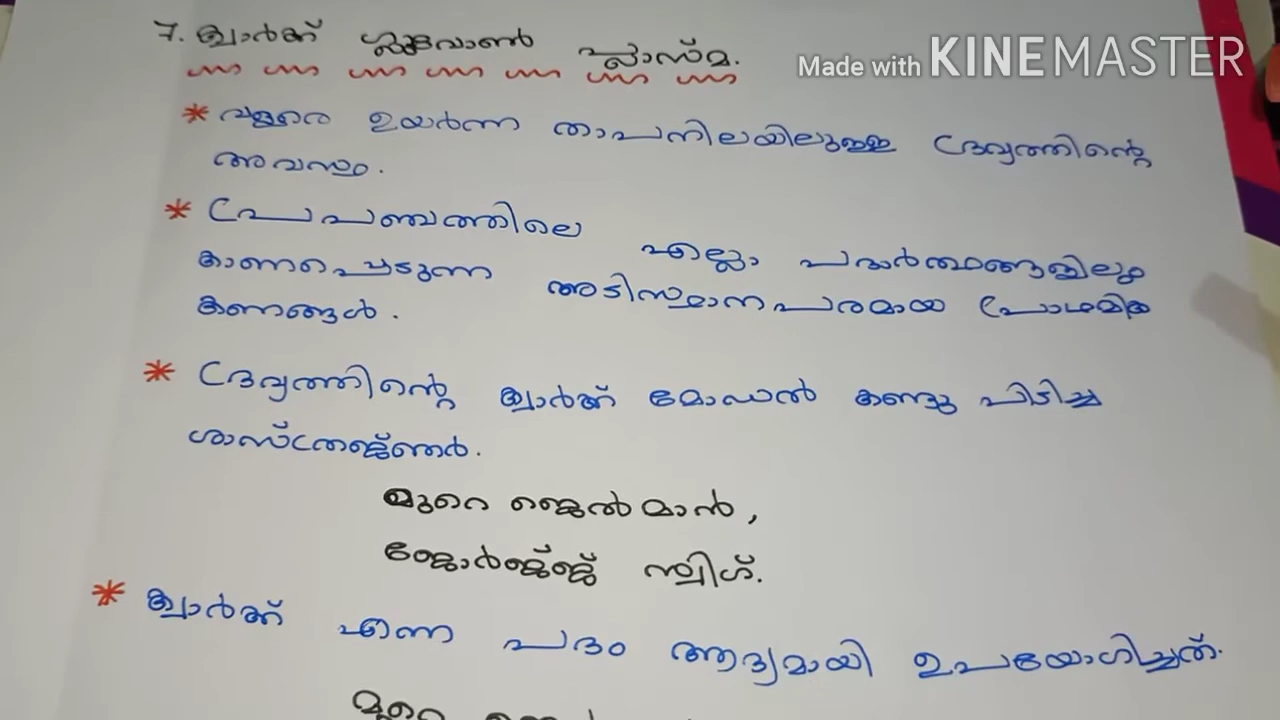 7. ക്വാർക്ക് ഗ്ലുവോൺ പ്ലാസ്മ.
Made with KINEMASTER
* വളരെ ഉയർന്ന താപനിലയിലുള്ള ദ്രവ്യത്തിന്റെ
അവസ്ഥ.
* പ്രപഞ്ചത്തിലെ എല്ലാ പദാർത്ഥങ്ങളിലും
കാണപ്പെടുന്ന അടിസ്ഥാനപരമായ പ്രാഥമിക
കണങ്ങൾ.
* ദ്രവ്യത്തിന്റെ ക്വാർക്ക് മോഡൽ കണ്ടു പിടിച്ച
ശാസ്ത്രജ്ഞർ.
മുറെ ജെൽ മാൻ,
ജോർജ്ജ് സ്വിഗ്.
* ക്വാർക്ക് എന്ന പദം ആദ്യമായി ഉപയോഗിച്ചത്.
മുറെ